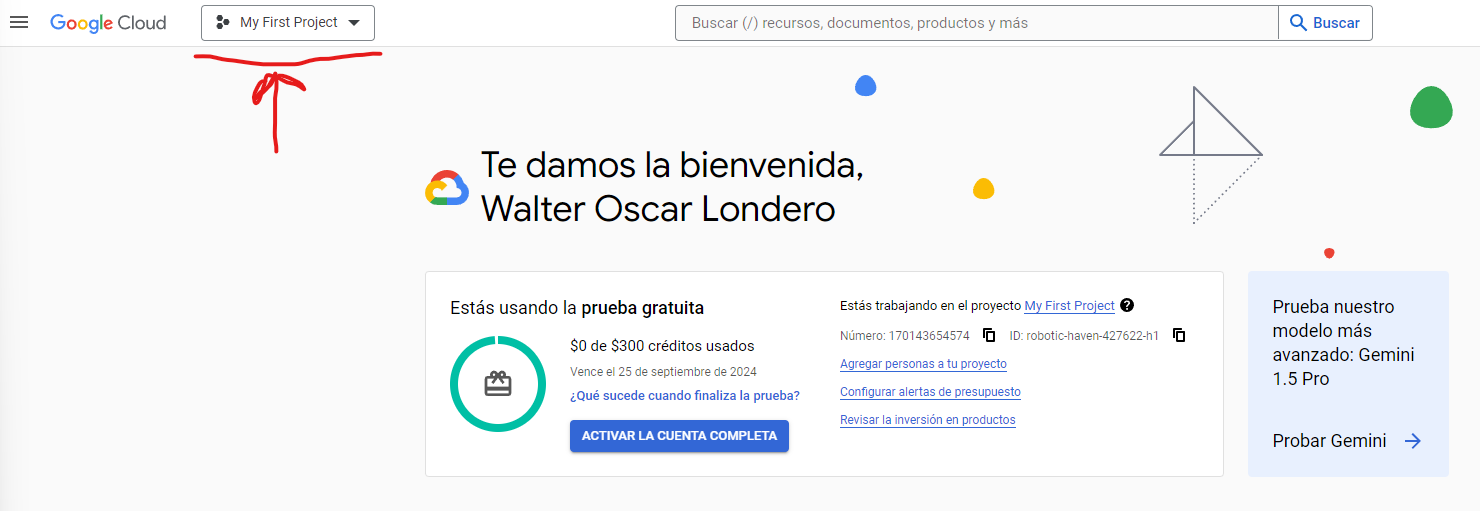 Google Cloud
My First Project
Buscar (/) recursos, documentos, productos y más
Buscar
Te damos la bienvenida,
Walter Oscar Londero
Estás usando la prueba gratuita
$0 de $300 créditos usados
Vence el 25 de septiembre de 2024
¿Qué sucede cuando finaliza la prueba?
ACTIVAR LA CUENTA COMPLETA
Estás trabajando en el proyecto My First Project
Número: 170143654574 ID: robotic-haven-427622-h1
Agregar personas a tu proyecto
Configurar alertas de presupuesto
Revisar la inversión en productos
Prueba nuestro
modelo más
avanzado: Gemini
1.5 Pro
Probar Gemini